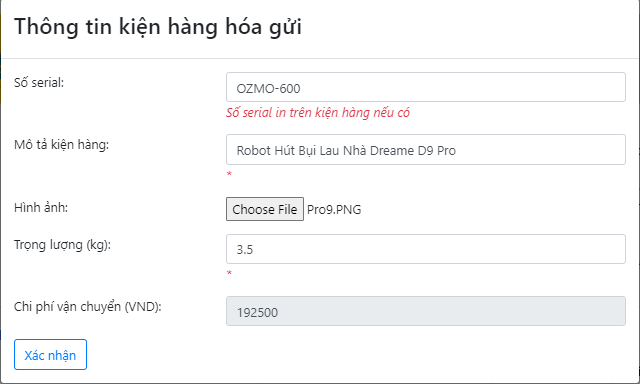 Thông tin kiện hàng hóa gửi
Số serial:
OZMO-600
Số serial in trên kiện hàng nếu có
Mô tả kiện hàng:
Robot Hút Bụi Lau Nhà Dreame D9 Pro
*
Hình ảnh:
Choose File Pro9.PNG
Trọng lượng (kg):
3.5
*
Chi phí vận chuyển (VND):
192500
Xác nhận